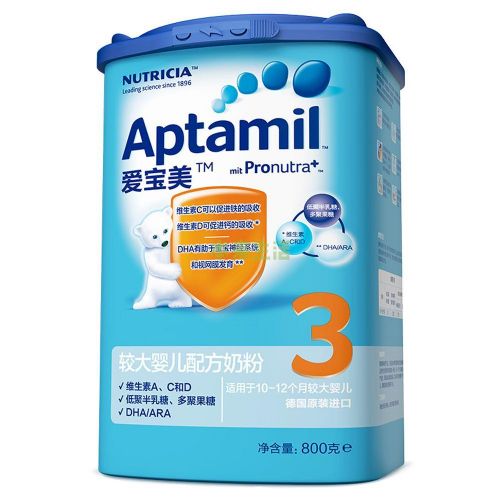 NUTRICIA™
Leading science since 1896
Aptamil™
爱宝美™
mit Pronutra+™
维生素C可以促进铁的吸收
维生素D可促进钙的吸收*
DHA有助于宝宝神经系统
和视网膜发育**
低聚半乳糖、
多聚果糖
*维生素
A、C和D
**DHA/ARA
3
较大婴儿配方奶粉
适用于10-12个月较大婴儿
德国原装进口
✓维生素A、C和D
✓低聚半乳糖、多聚果糖
✓DHA/ARA
净含量：800克℮